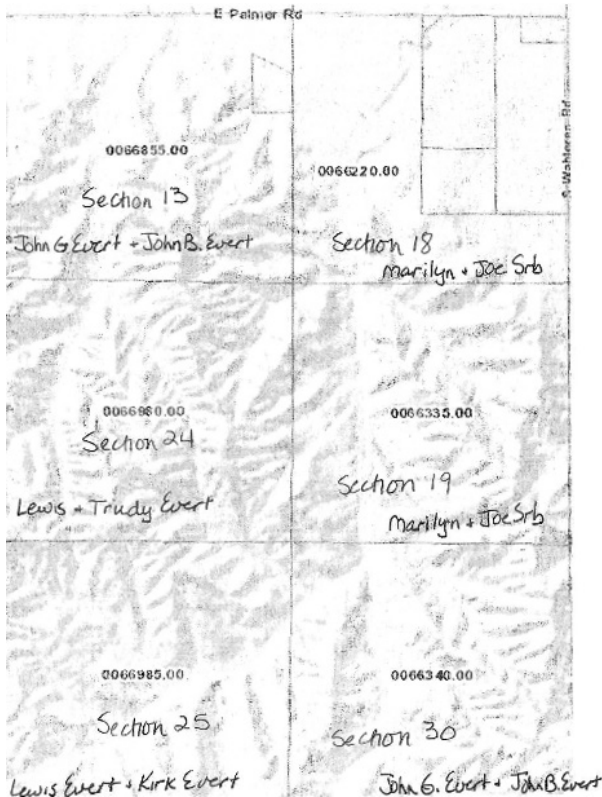 E Palmer Rd
S Wahlgren Rd
0066855.00
Section 13
John G Evert + John B. Evert
0066220.00
Section 18
Marilyn + Joe Srb
0066980.00
Section 24
Lewis + Trudy Evert
0066335.00
Section 19
Marilyn + Joe Srb
0066985.00
Section 25
Lewis Evert + Kirk Evert
0066340.00
Section 30
John G. Evert + John B. Evert